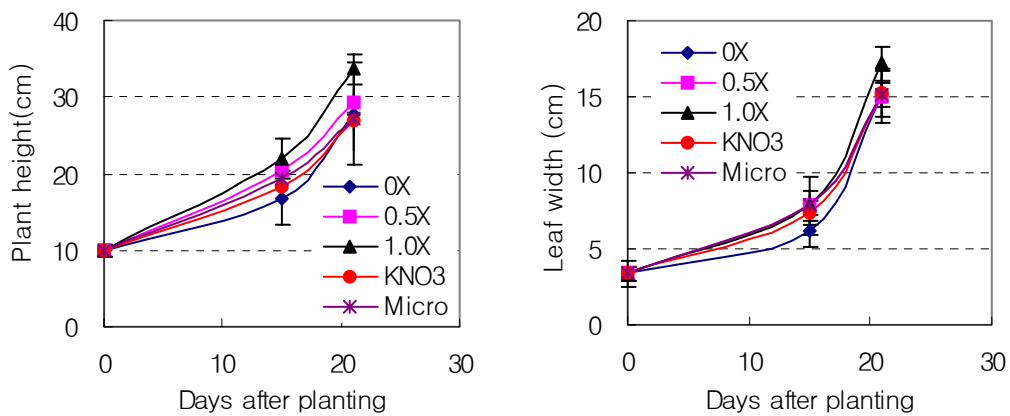 40
30
20
10
0
Plant height(cm)
0X
0.5X
1.0X
KNO3
Micro
0
10
20
30
Days after planting
20
15
10
5
0
Leaf width (cm)
0X
0.5X
1.0X
KNO3
Micro
0
10
20
30
Days after planting